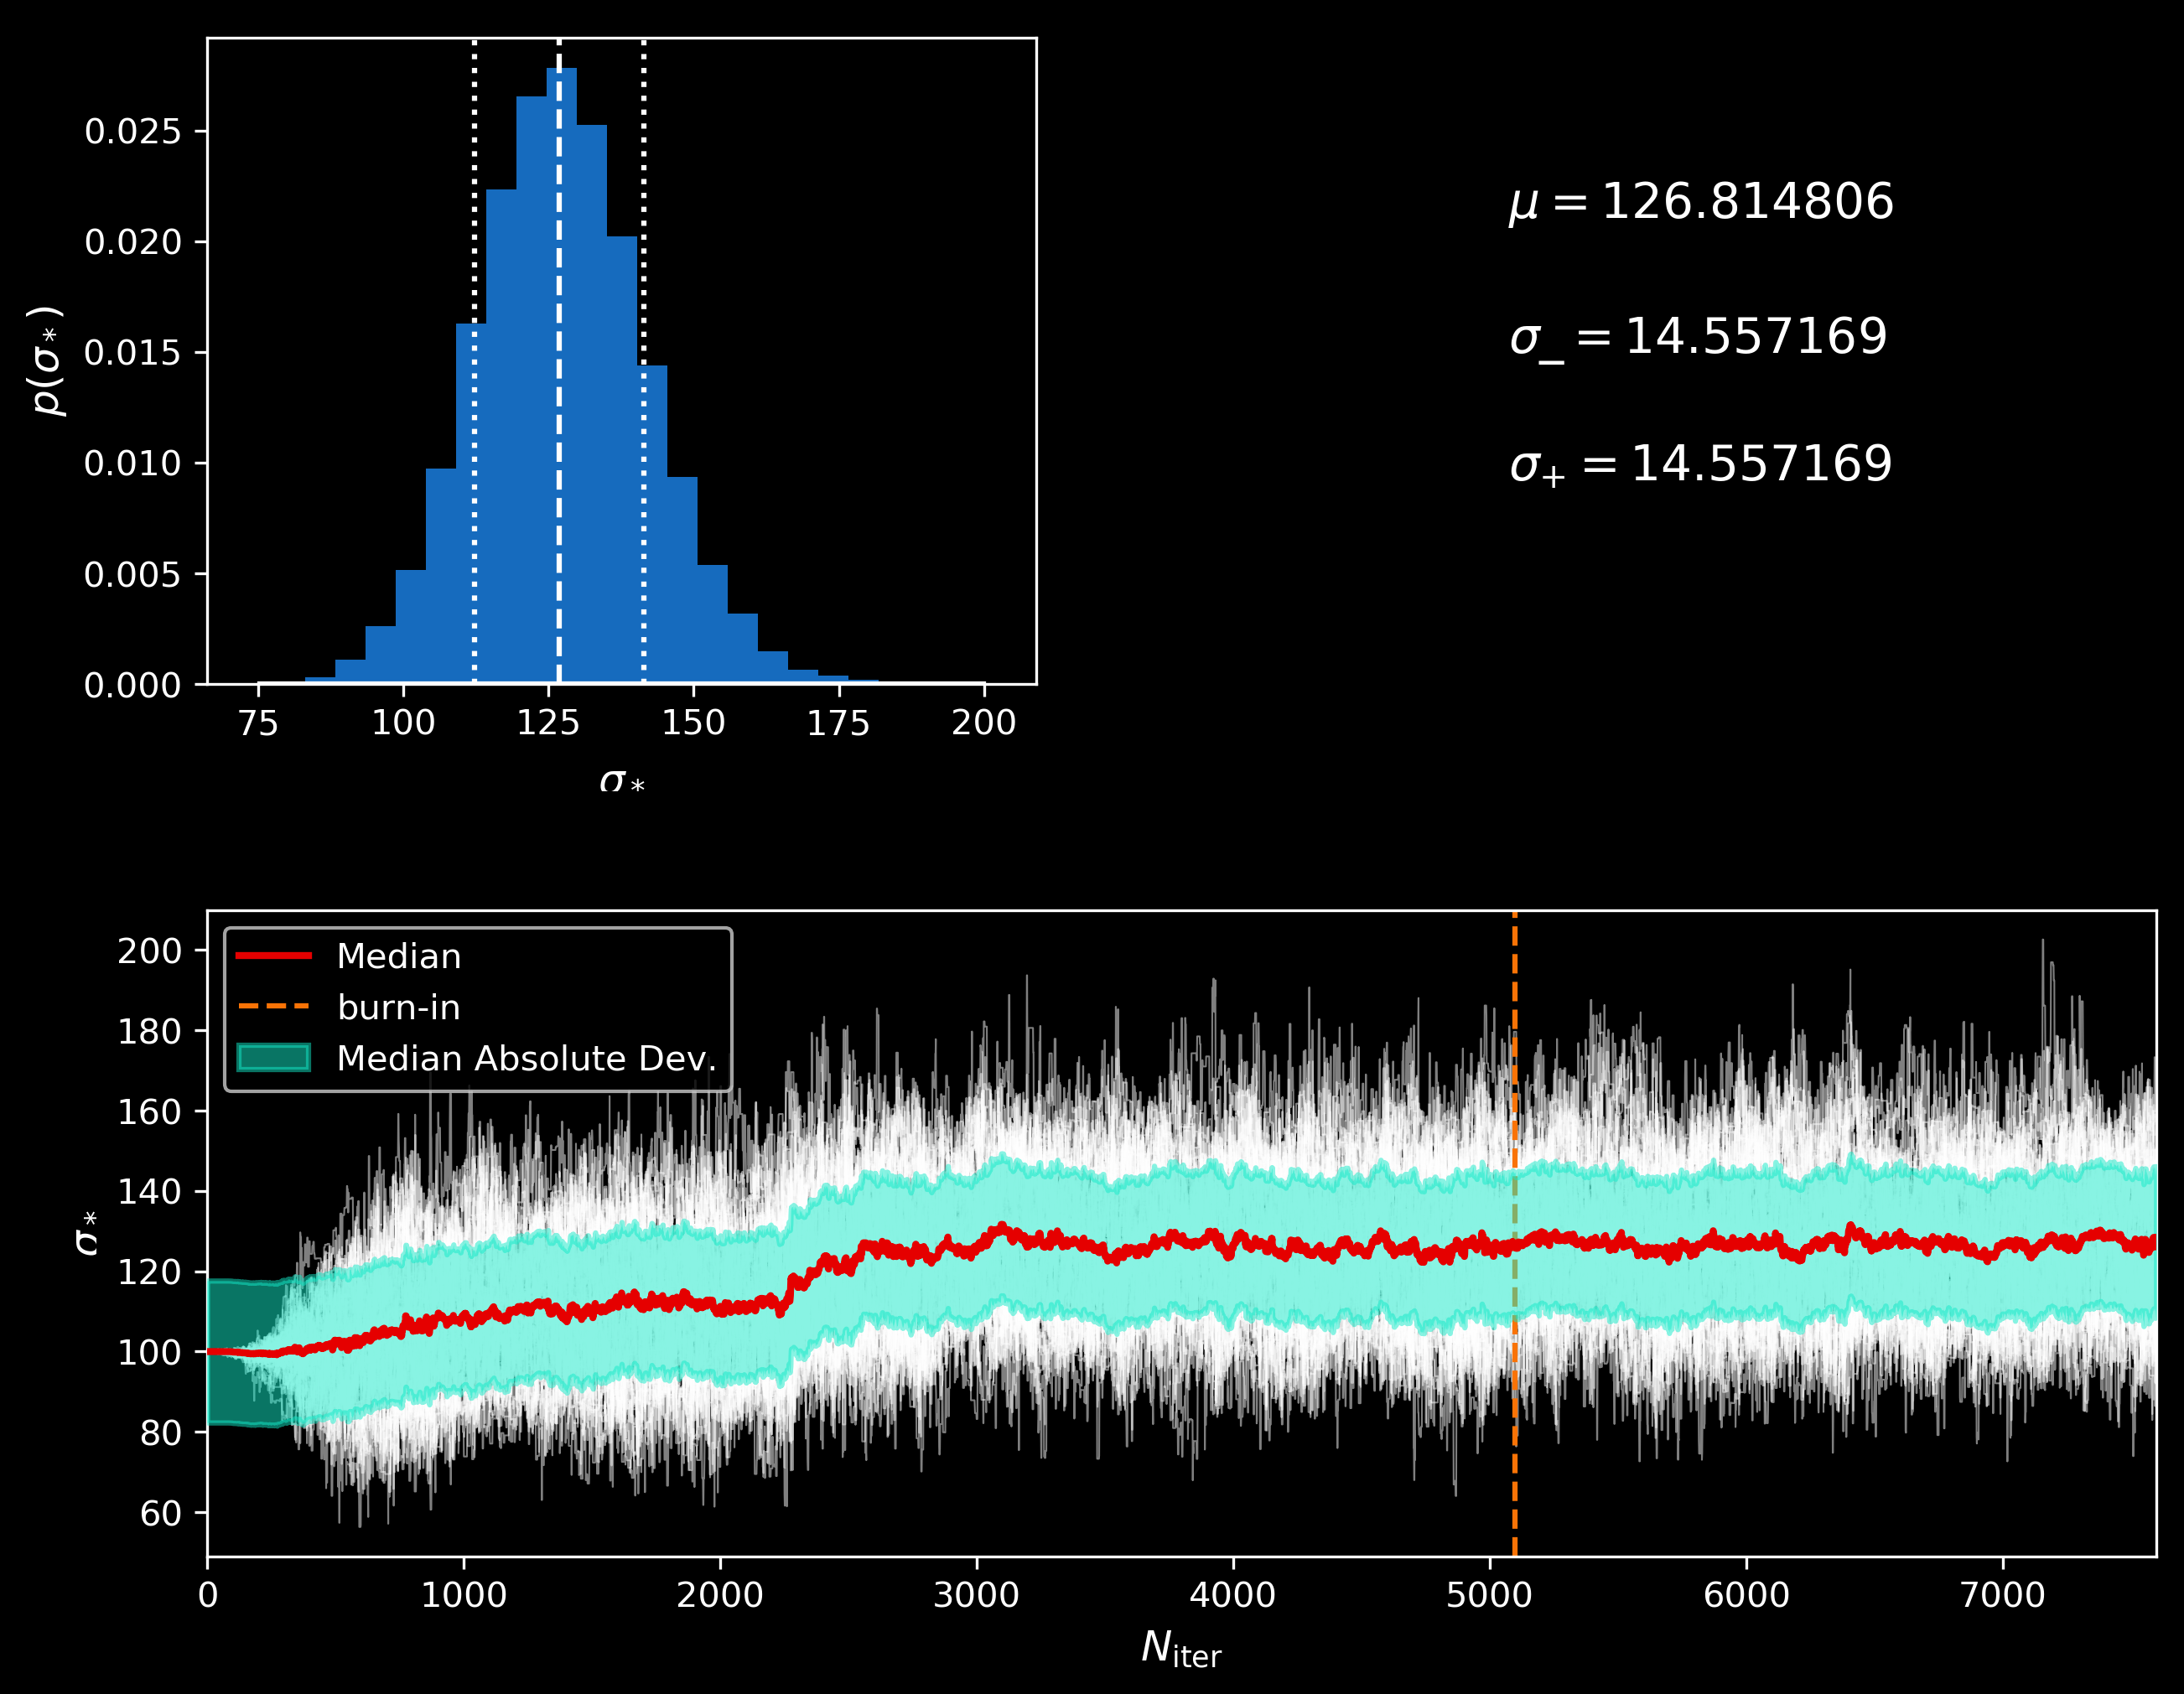 0.025
0.020
0.015
0.010
0.005
0.000
p(σ*)
75 100 125 150 175 200
σ*
μ = 126.814806
σ_ = 14.557169
σ+ = 14.557169
Median
burn-in
Median Absolute Dev.
200
180
160
140
120
100
80
60
σ*
0 1000 2000 3000 4000 5000 6000 7000
Niter